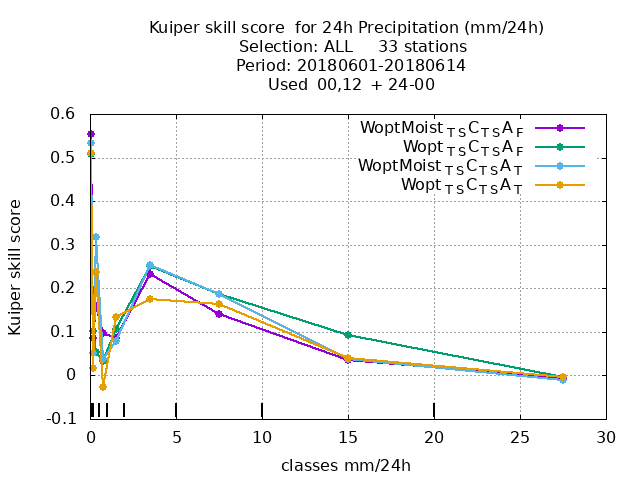 Kuiper skill score for 24h Precipitation (mm/24h)
Selection: ALL 33 stations
Period: 20180601-20180614
Used 00,12 + 24-00
WoptMoist TS C TS A F
Wopt TS C TS A F
WoptMoist TS C TS A T
Wopt TS C TS A T
0.6
0.5
0.4
0.3
0.2
0.1
0
-0.1
Kuiper skill score
0 5 10 15 20 25 30
classes mm/24h